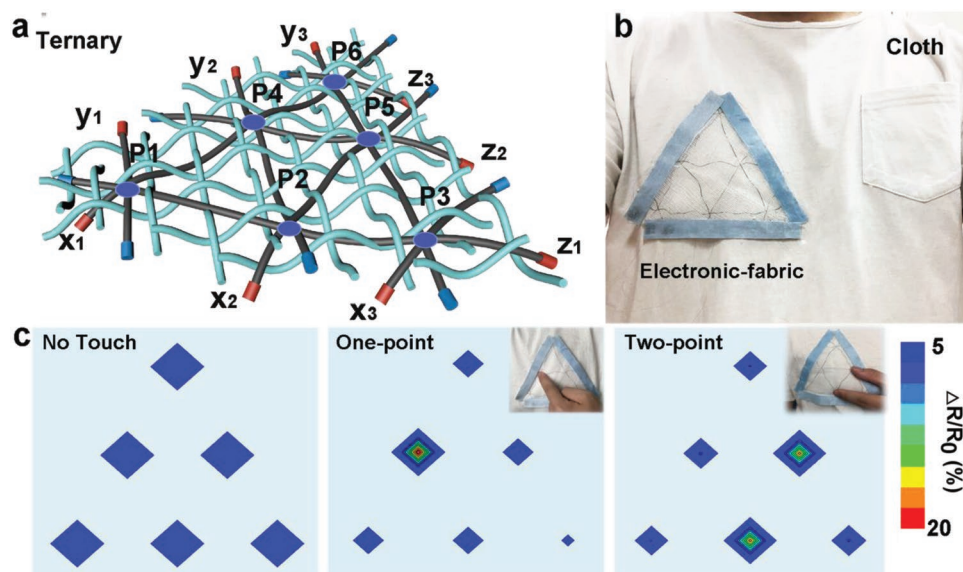 a Ternary
y₃ P6
y₂ P4 z₃
y₁ P5
P1 z₂
P2
P3
x₁
x₂ x₃ z₁
b Cloth
Electronic-fabric
c No Touch
One-point
Two-point
5
△R/R₀ (%)
20